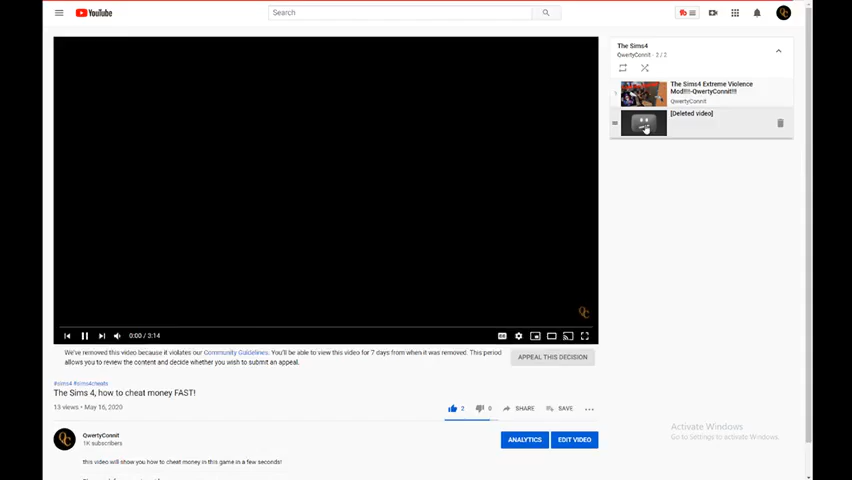 YouTube
Search
The Sims4
QwertyConnit - 2 / 2
The Sims4 Extreme Violence
Mod!!!!-QwertyConnit!!!
QwertyConnit
[Deleted video]
QC
0:00 / 3:14
We've removed this video because it violates our Community Guidelines. You'll be able to view this video for 7 days from when it was removed. This period
allows you to review the content and decide whether you wish to submit an appeal.
APPEAL THIS DECISION
#sims4 #sims4cheats
The Sims 4, how to cheat money FAST!
13 views • May 16, 2020
2
0
SHARE
SAVE
QC
QwertyConnit
1K subscribers
ANALYTICS
EDIT VIDEO
this video will show you how to cheat money in this game in a few seconds!
Activate Windows
Go to Settings to activate Windows.